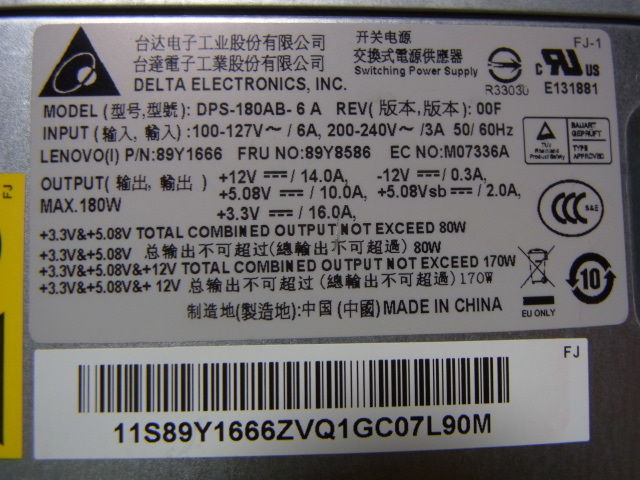 台达电子工业股份有限公司
台達電子工業股份有限公司
DELTA ELECTRONICS, INC.
开关电源
交換式電源供應器
Switching Power Supply
R33030
FJ-1
C UL US
E131881
MODEL (型号,型號): DPS-180AB- 6 A REV( 版本,版本): 00F
INPUT (输入, 輸入) :100-127V～ / 6A, 200-240V～ /3A 50/ 60Hz
LENOVO(I) P/N:89Y1666 FRU NO:89Y8586 EC NO:M07336A
OUTPUT( 输出, 輸出 )
MAX.180W
+12V ⎓ / 14.0A, -12V ⎓ / 0.3A,
+5.08V ⎓ / 10.0A, +5.08Vsb ⎓ / 2.0A,
+3.3V ⎓ / 16.0A,
BAUART GEPRÜFT
TYPE APPROVED
CCC S&E
+3.3V&+5.08V TOTAL COMBINED OUTPUT NOT EXCEED 80W
+3.3V&+5.08V 总输出不可超过(總輸出不可超過) 80W
+3.3V&+5.08V&+12V TOTAL COMBINED OUTPUT NOT EXCEED 170W
+3.3V&+5.08V&+ 12V 总输出不可超过(總輸出不可超過)170W
制造地(製造地):中国 (中國) MADE IN CHINA
EU ONLY
10
FJ
FJ
11S89Y1666ZVQ1GC07L90M